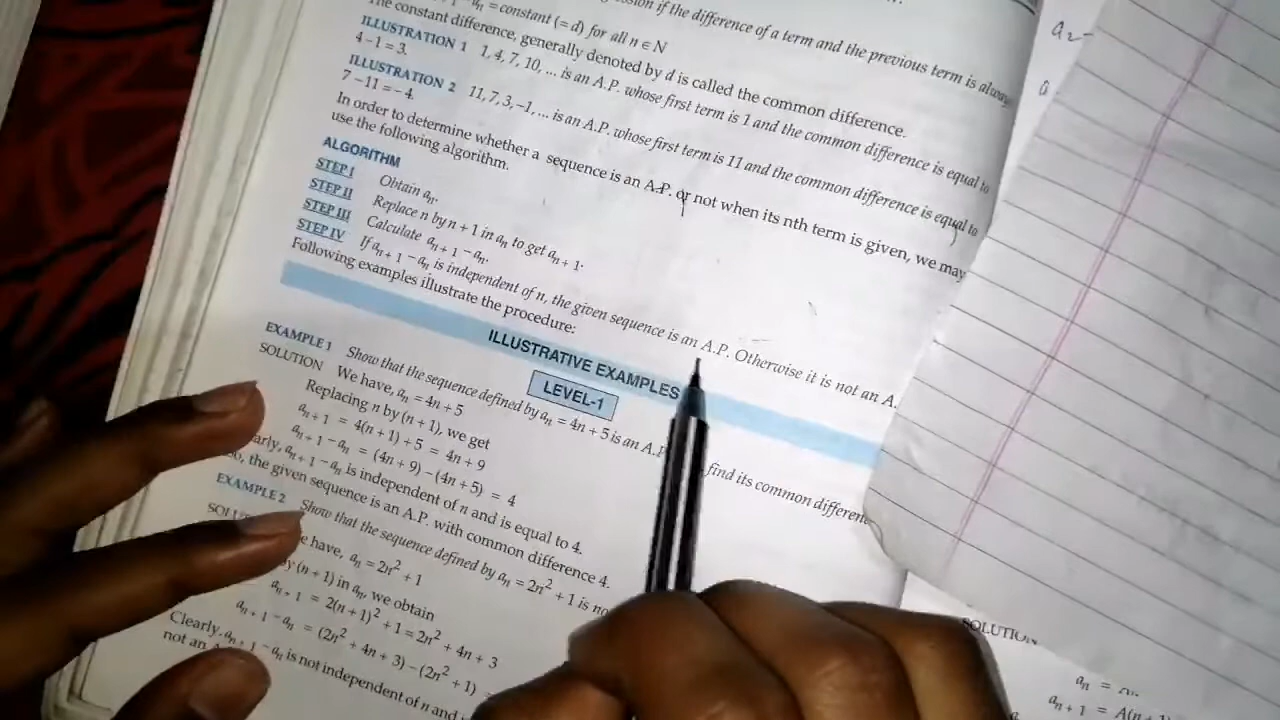 aₙ = constant (= d) for all n ∈ N
if the difference of a term and the previous term is always
The constant difference, generally denoted by d is called the common difference.
ILLUSTRATION 1 1, 4, 7, 10, ... is an A.P. whose first term is 1 and the common difference is equal to
4 – 1 = 3.
ILLUSTRATION 2 11, 7, 3, –1, ... is an A.P. whose first term is 11 and the common difference is equal to
7 – 11 = – 4.
In order to determine whether a sequence is an A.P. or not when its nth term is given, we may
use the following algorithm.
ALGORITHM
STEP I Obtain aₙ.
STEP II Replace n by n + 1 in aₙ to get aₙ₊₁.
STEP III Calculate aₙ₊₁ – aₙ.
STEP IV If aₙ₊₁ – aₙ is independent of n, the given sequence is an A.P. Otherwise it is not an A.
Following examples illustrate the procedure:
ILLUSTRATIVE EXAMPLES
LEVEL-1
EXAMPLE 1 Show that the sequence defined by aₙ = 4n + 5 is an A.P. find its common differen
SOLUTION We have, aₙ = 4n + 5
Replacing n by (n + 1), we get
aₙ₊₁ = 4(n + 1) + 5 = 4n + 9
aₙ₊₁ – aₙ = (4n + 9) – (4n + 5) = 4
arly, aₙ₊₁ – aₙ is independent of n and is equal to 4.
o, the given sequence is an A.P. with common difference 4.
EXAMPLE 2 Show that the sequence defined by aₙ = 2n² + 1 is no
SOLU e have, aₙ = 2n² + 1
by (n + 1) in aₙ, we obtain
aₙ₊₁ = 2(n + 1)² + 1 = 2n² + 4n + 3
aₙ₊₁ – aₙ = (2n² + 4n + 3) – (2n² + 1) =
Clearly, aₙ₊₁ – aₙ is not independent of n and
not an
a₂-
a
SOLUTION
aₙ =
aₙ₊₁ = A(n + 1)